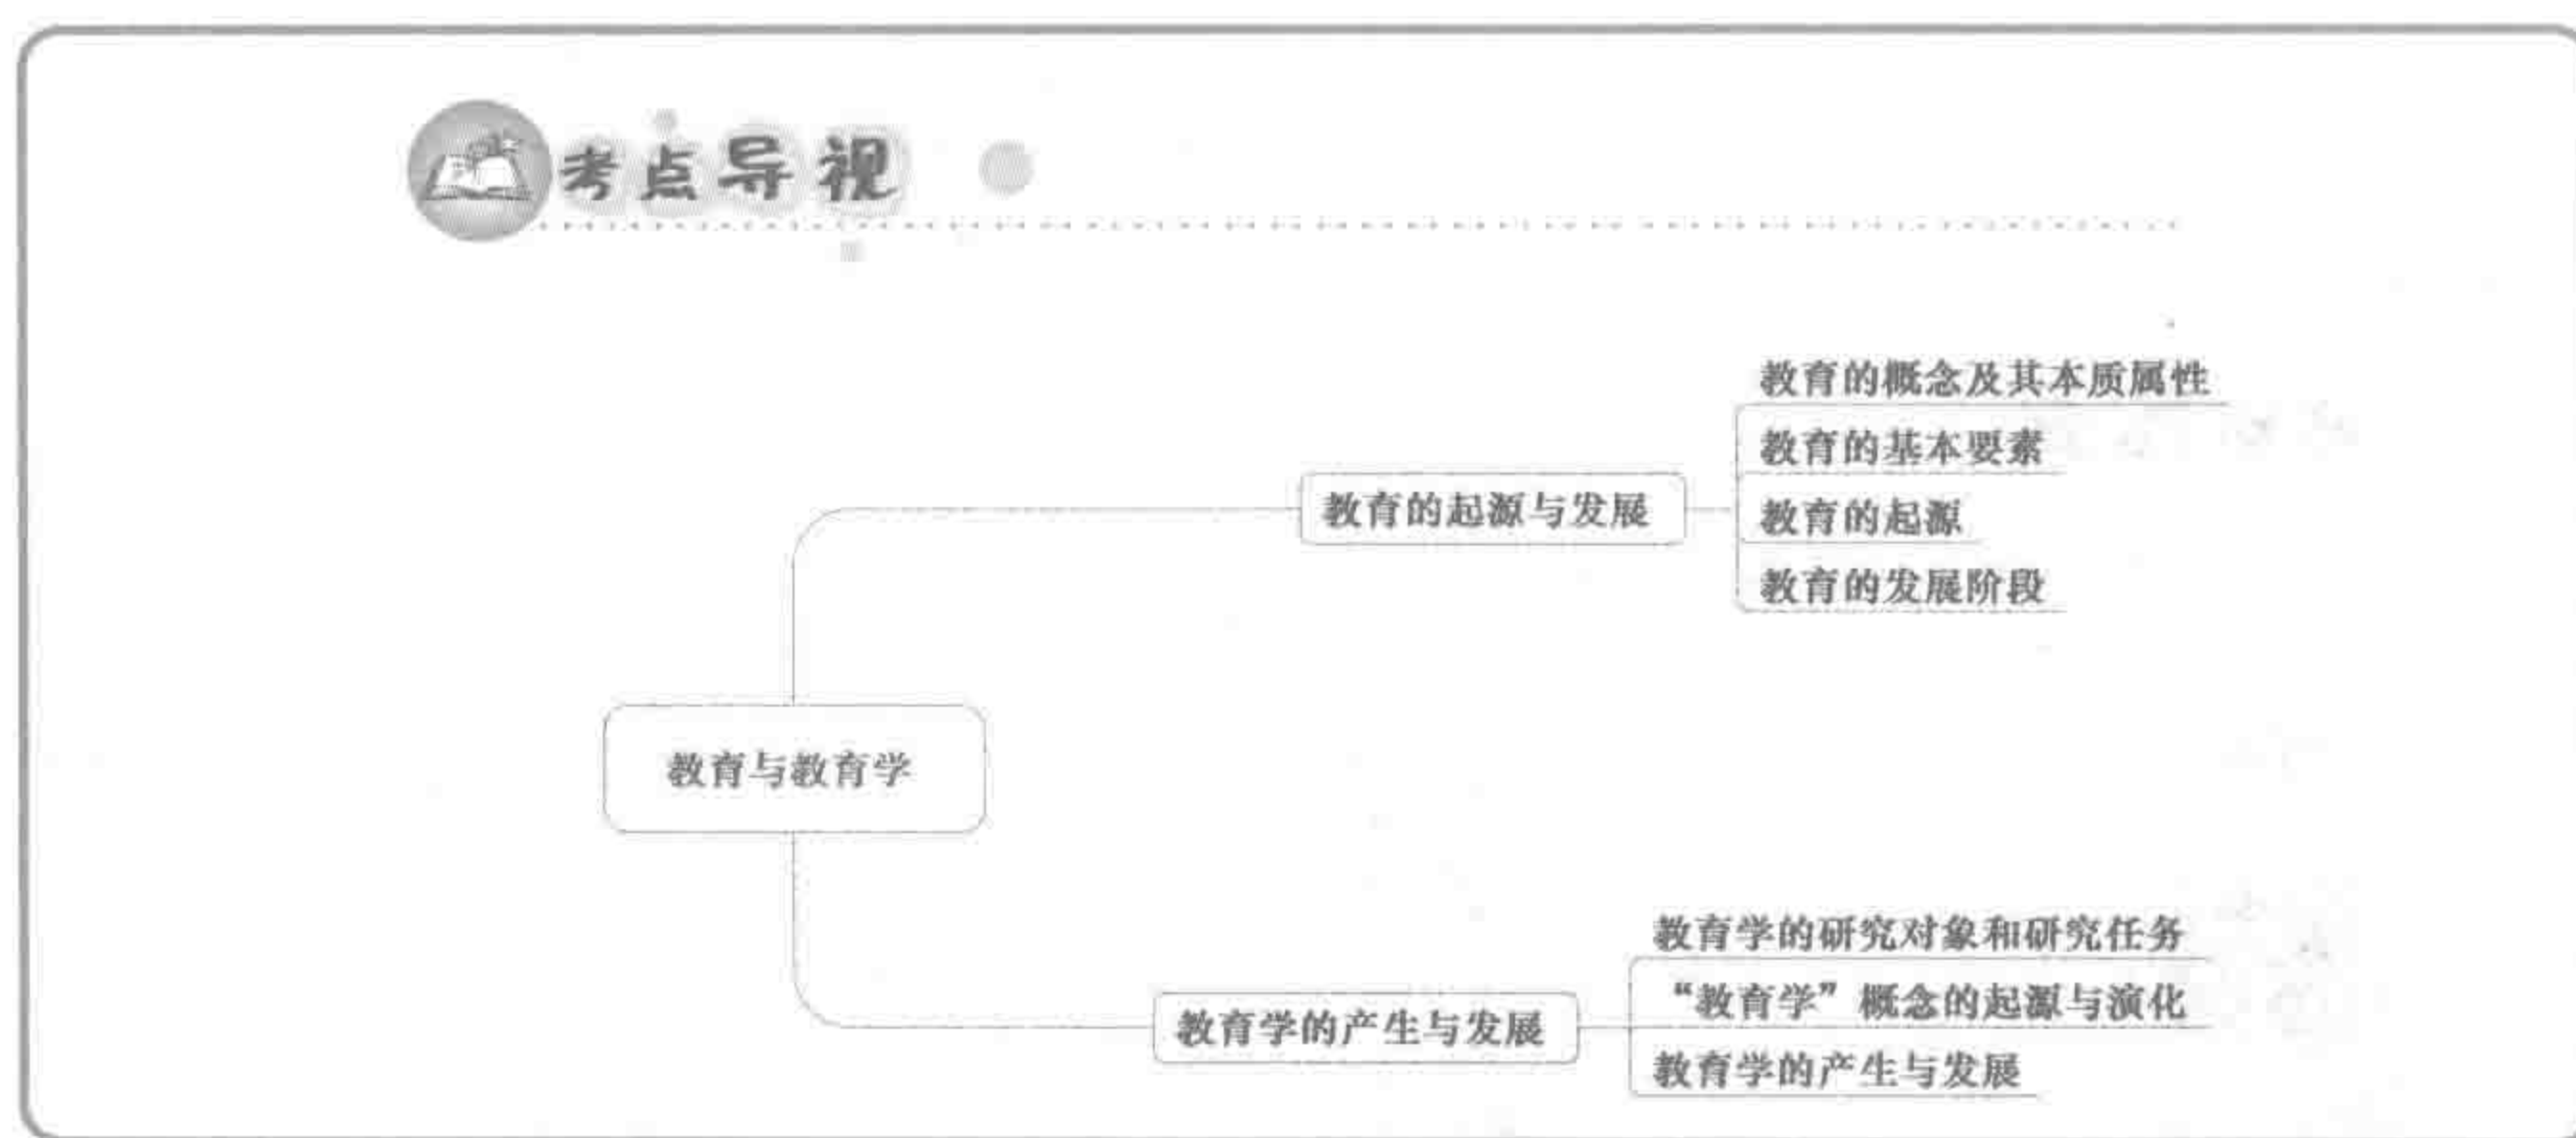 考点导视
教育的概念及其本质属性
教育的基本要素
教育的起源与发展
教育的起源
教育的发展阶段
教育与教育学
教育学的研究对象和研究任务
“教育学”概念的起源与演化
教育学的产生与发展
教育学的产生与发展